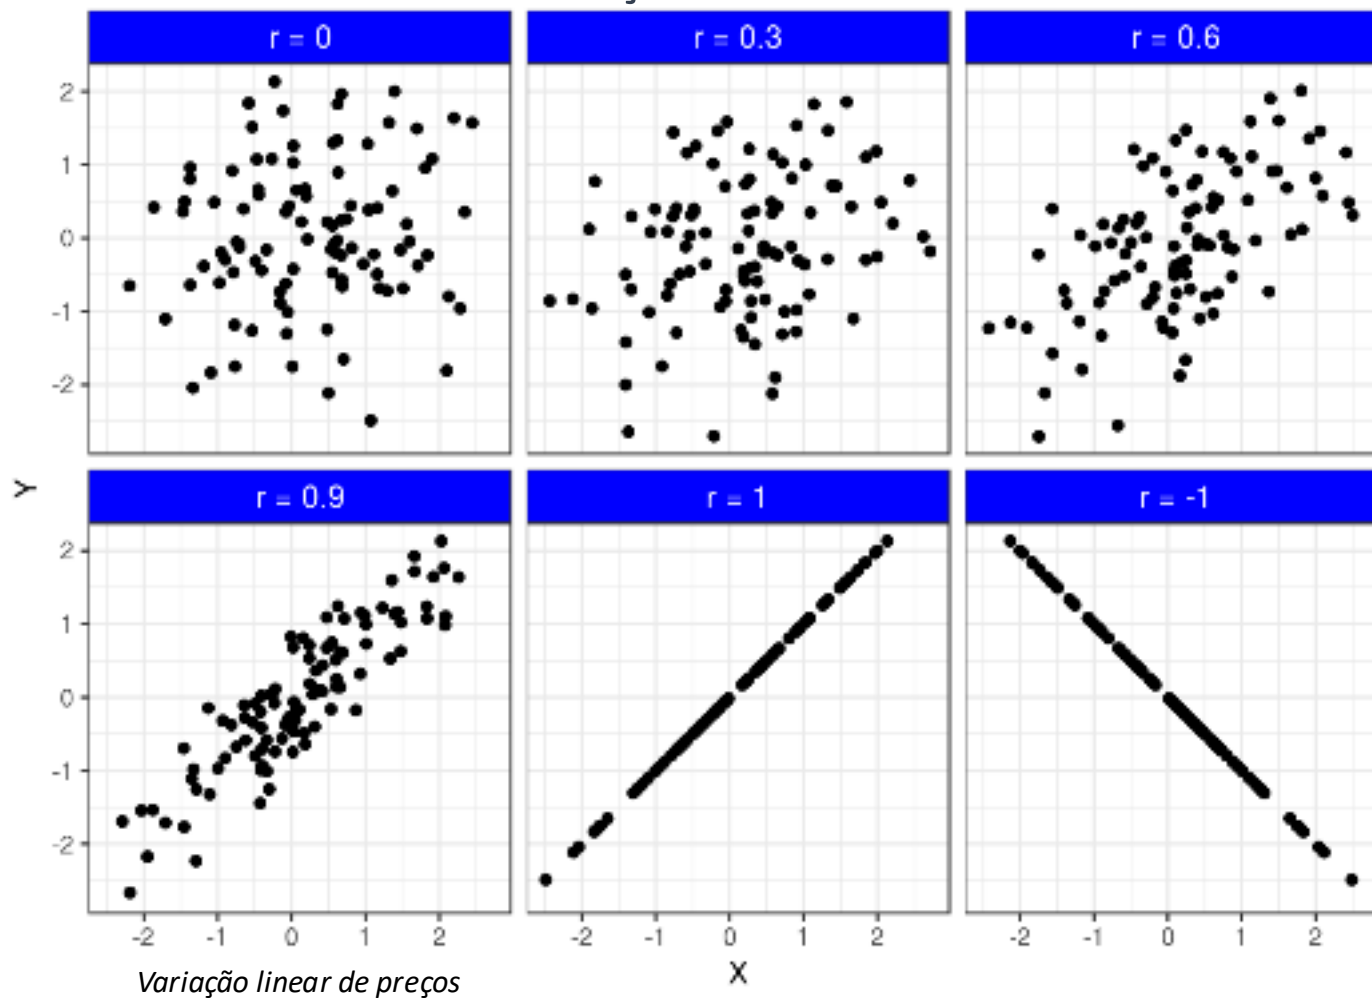 r = 0
r = 0.3
r = 0.6
2
1
0
-1
-2
Y
r = 0.9
r = 1
r = -1
2
1
0
-1
-2
-2 -1 0 1 2
-2 -1 0 1 2
-2 -1 0 1 2
X
Variação linear de preços